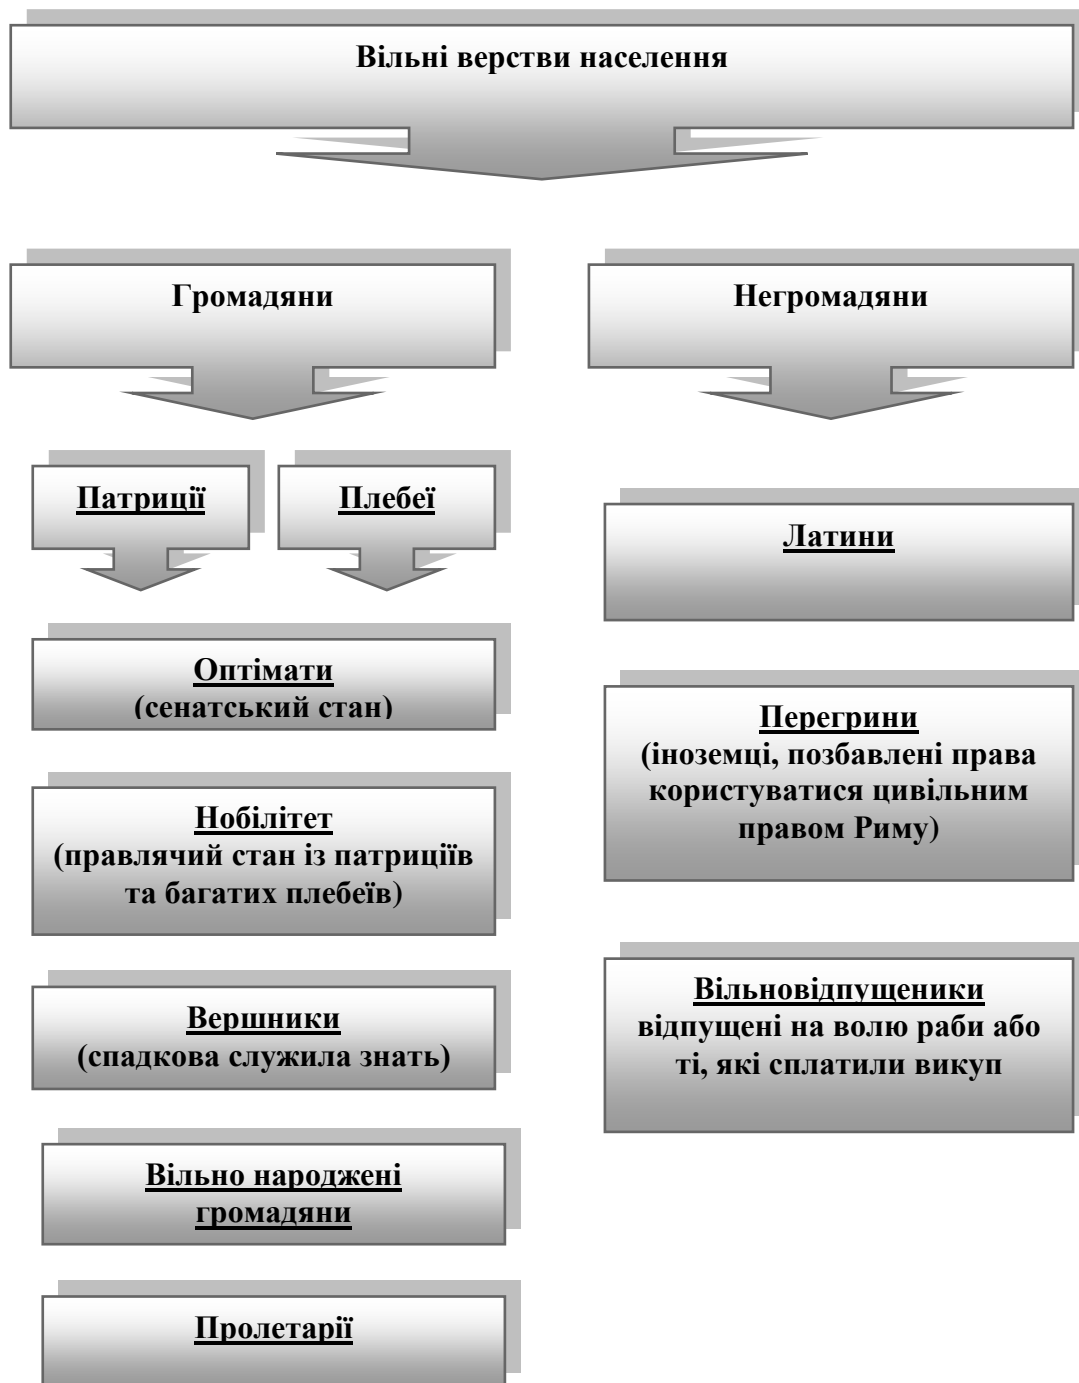 Вільні верстви населення
Громадяни
Негромадяни
Патриції
Плебеї
Оптімати
(сенатський стан)
Нобілітет
(правлячий стан із патриціїв
та багатих плебеїв)
Вершники
(спадкова служила знать)
Вільно народжені
громадяни
Пролетарії
Латини
Перегрини
(іноземці, позбавлені права
користуватися цивільним
правом Риму)
Вільновідпущеники
відпущені на волю раби або
ті, які сплатили викуп